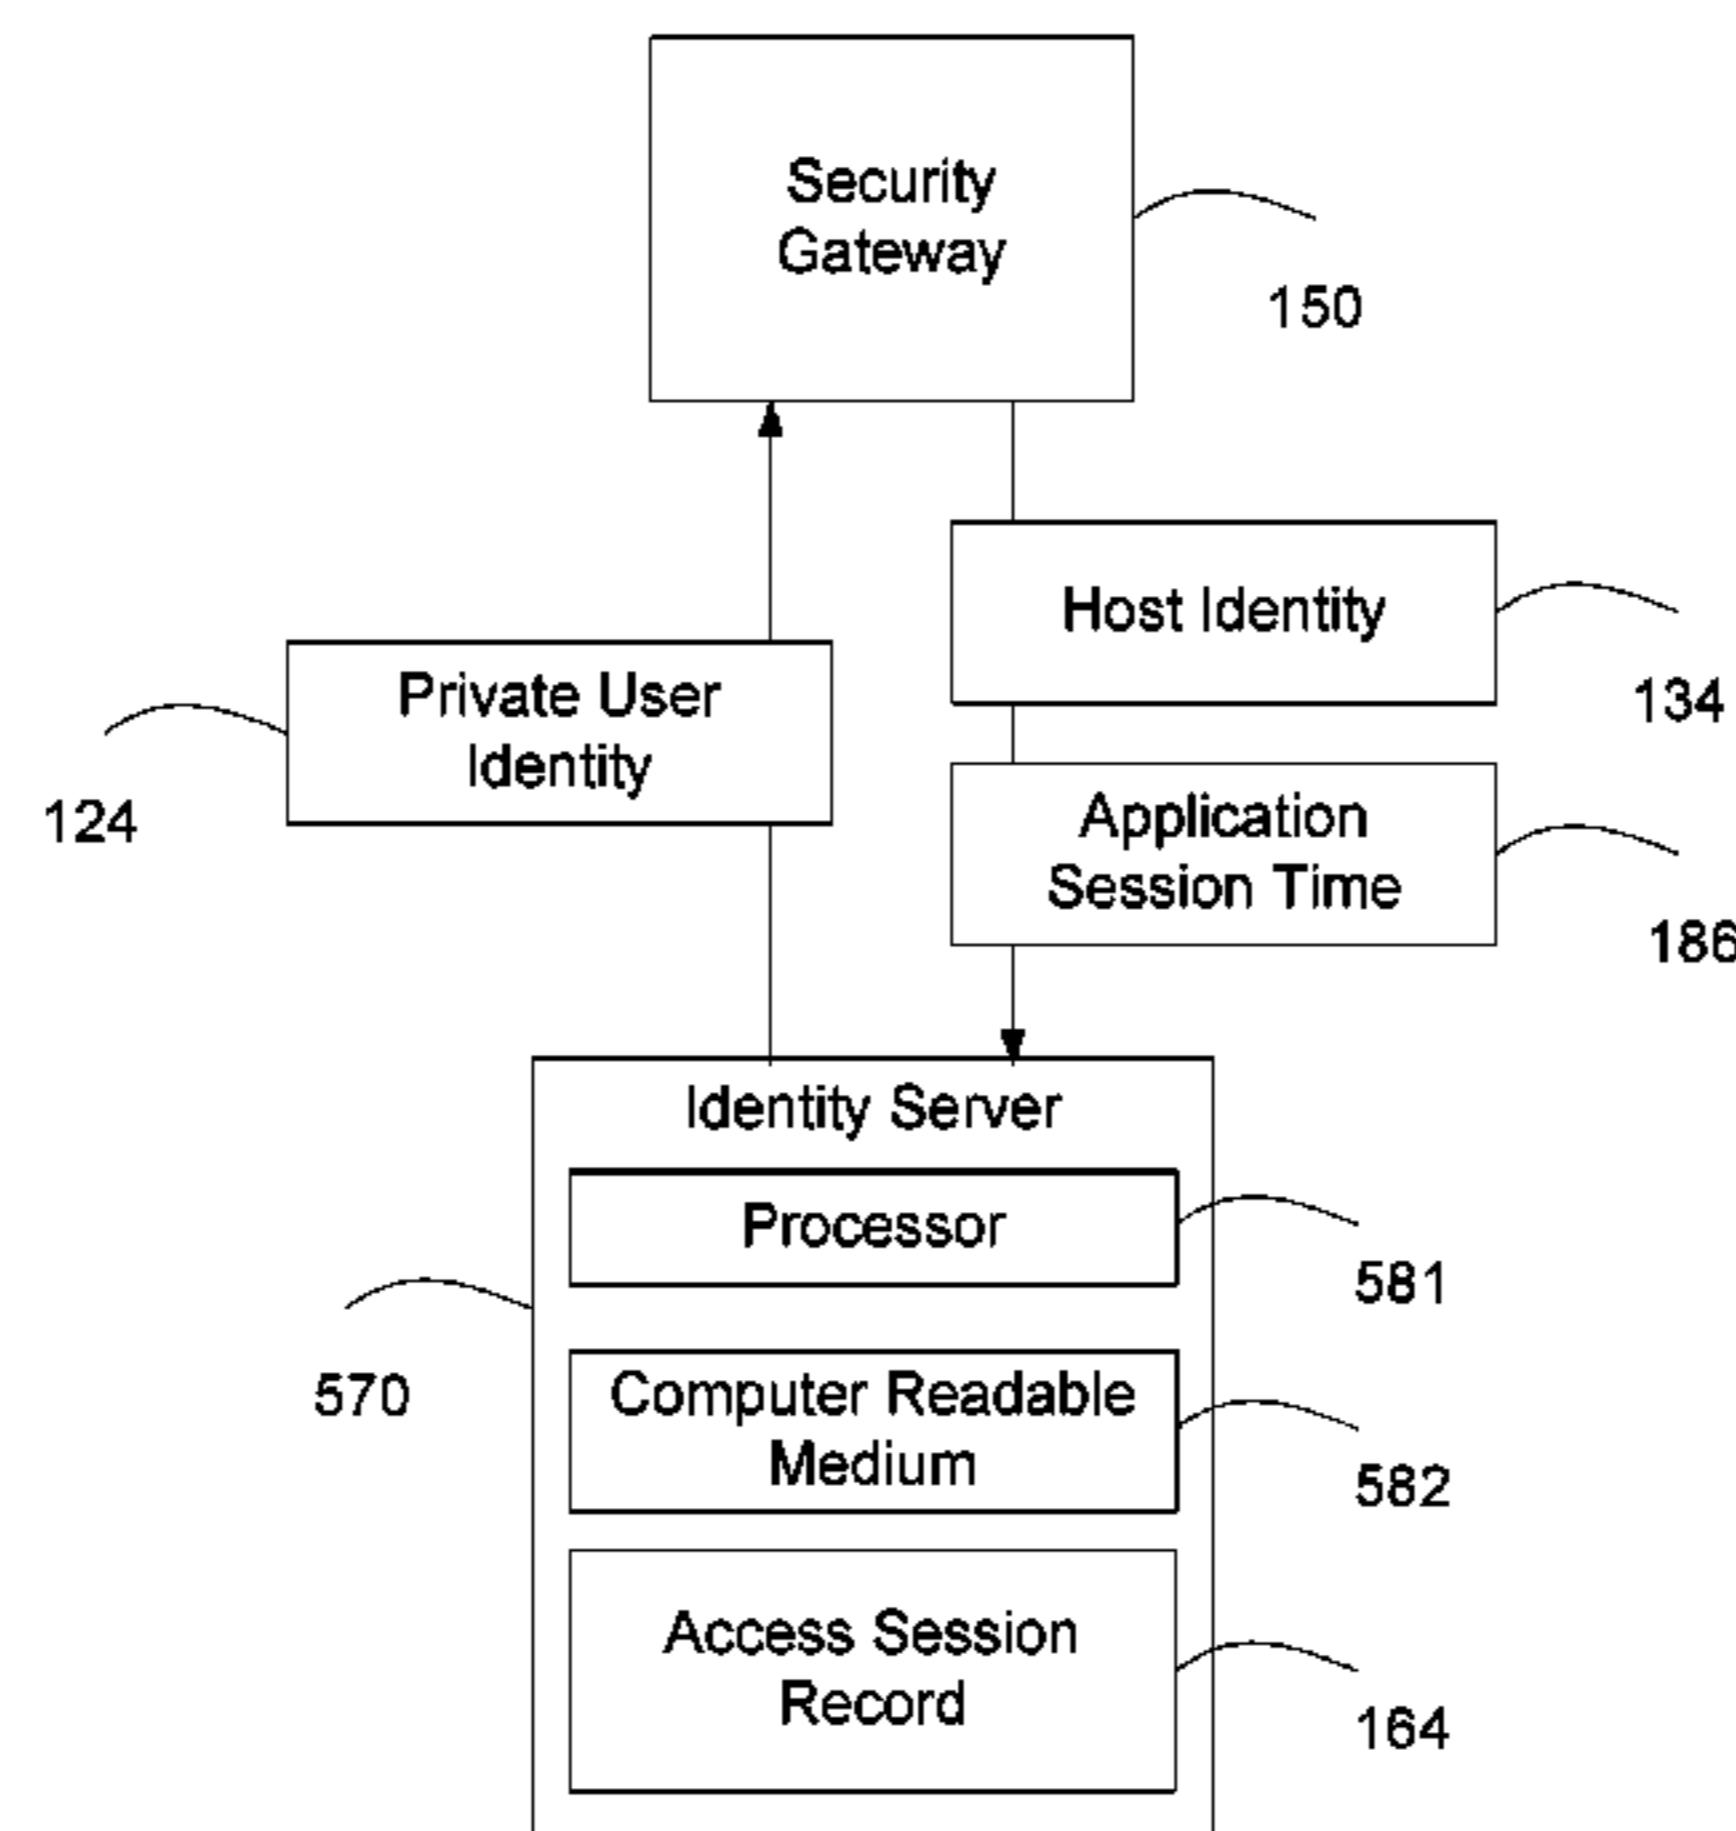 Security
Gateway
150
Host Identity
134
Private User
Identity
124
Application
Session Time
186
Identity Server
Processor
581
570
Computer Readable
Medium
582
Access Session
Record
164